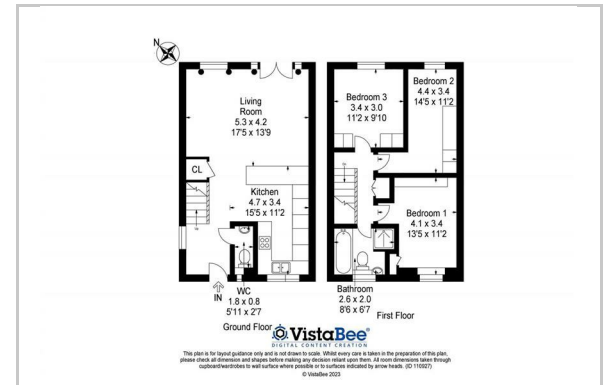 N
Living
Room
5.3 x 4.2
17'5 x 13'9
CL
Kitchen
4.7 x 3.4
15'5 x 11'2
IN
WC
1.8 x 0.8
5'11 x 2'7
Ground Floor
Bedroom 3
3.4 x 3.0
11'2 x 9'10
Bedroom 2
4.4 x 3.4
14'5 x 11'2
Bedroom 1
4.1 x 3.4
13'5 x 11'2
Bathroom
2.6 x 2.0
8'6 x 6'7
First Floor
VistaBee®
DIGITAL CONTENT CREATION
This plan is for layout guidance only and is not drawn to scale. Whilst every care is taken in the preparation of this plan,
please check all dimension and shapes before making any decision reliant upon them. All room dimensions taken through
cupboard/wardrobes to wall surface where possible or to surfaces indicated by arrow heads. (ID 110927)
© VistaBee 2023